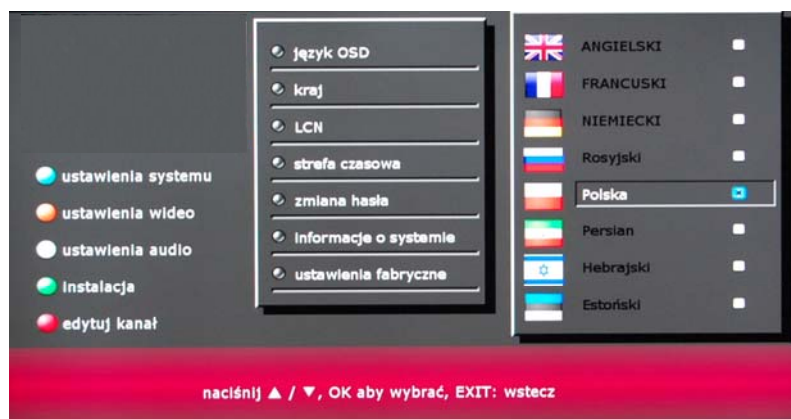 ustawienia systemu
ustawienia wideo
ustawienia audio
instalacja
edytuj kanał
język OSD
kraj
LCN
strefa czasowa
zmiana hasła
informacje o systemie
ustawienia fabryczne
ANGIELSKI
FRANCUSKI
NIEMIECKI
Rosyjski
Polska
Persian
Hebrajski
Estoński
naciśnij ▲ / ▼, OK aby wybrać, EXIT: wstecz